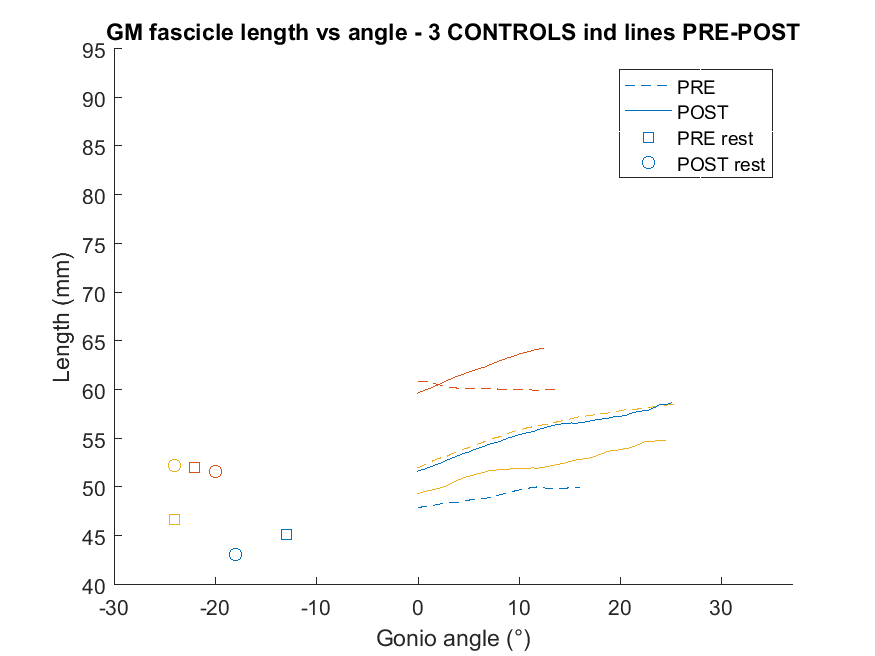 GM fascicle length vs angle - 3 CONTROLS ind lines PRE-POST
95
90
85
80
75
70
65
60
55
50
45
40
Length (mm)
PRE
POST
PRE rest
POST rest
-30
-20
-10
0
10
20
30
Gonio angle (°)